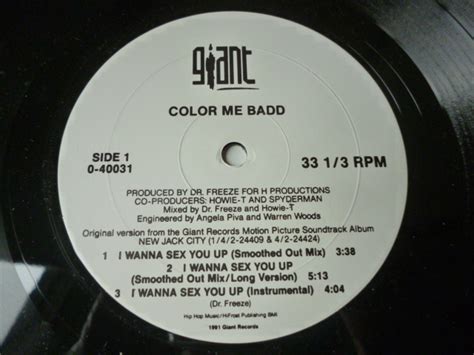 giant
COLOR ME BADD
SIDE 1
0-40031
33 1/3 RPM
PRODUCED BY DR. FREEZE FOR H PRODUCTIONS
CO-PRODUCERS: HOWIE-T AND SPYDERMAN
Mixed by Dr. Freeze and Howie-T
Engineered by Angela Piva and Warren Woods
Original version from the Giant Records Motion Picture Soundtrack Album
NEW JACK CITY (1/4/2-24409 & 4/2-24424)
1 I WANNA SEX YOU UP (Smoothed Out Mix) 3:38
2 I WANNA SEX YOU UP
(Smoothed Out Mix/Long Version) 5:13
3 I WANNA SEX YOU UP (Instrumental) 4:04
(Dr. Freeze)
Hip Hop Music/HiFrost Publishing BMI
1991 Giant Records